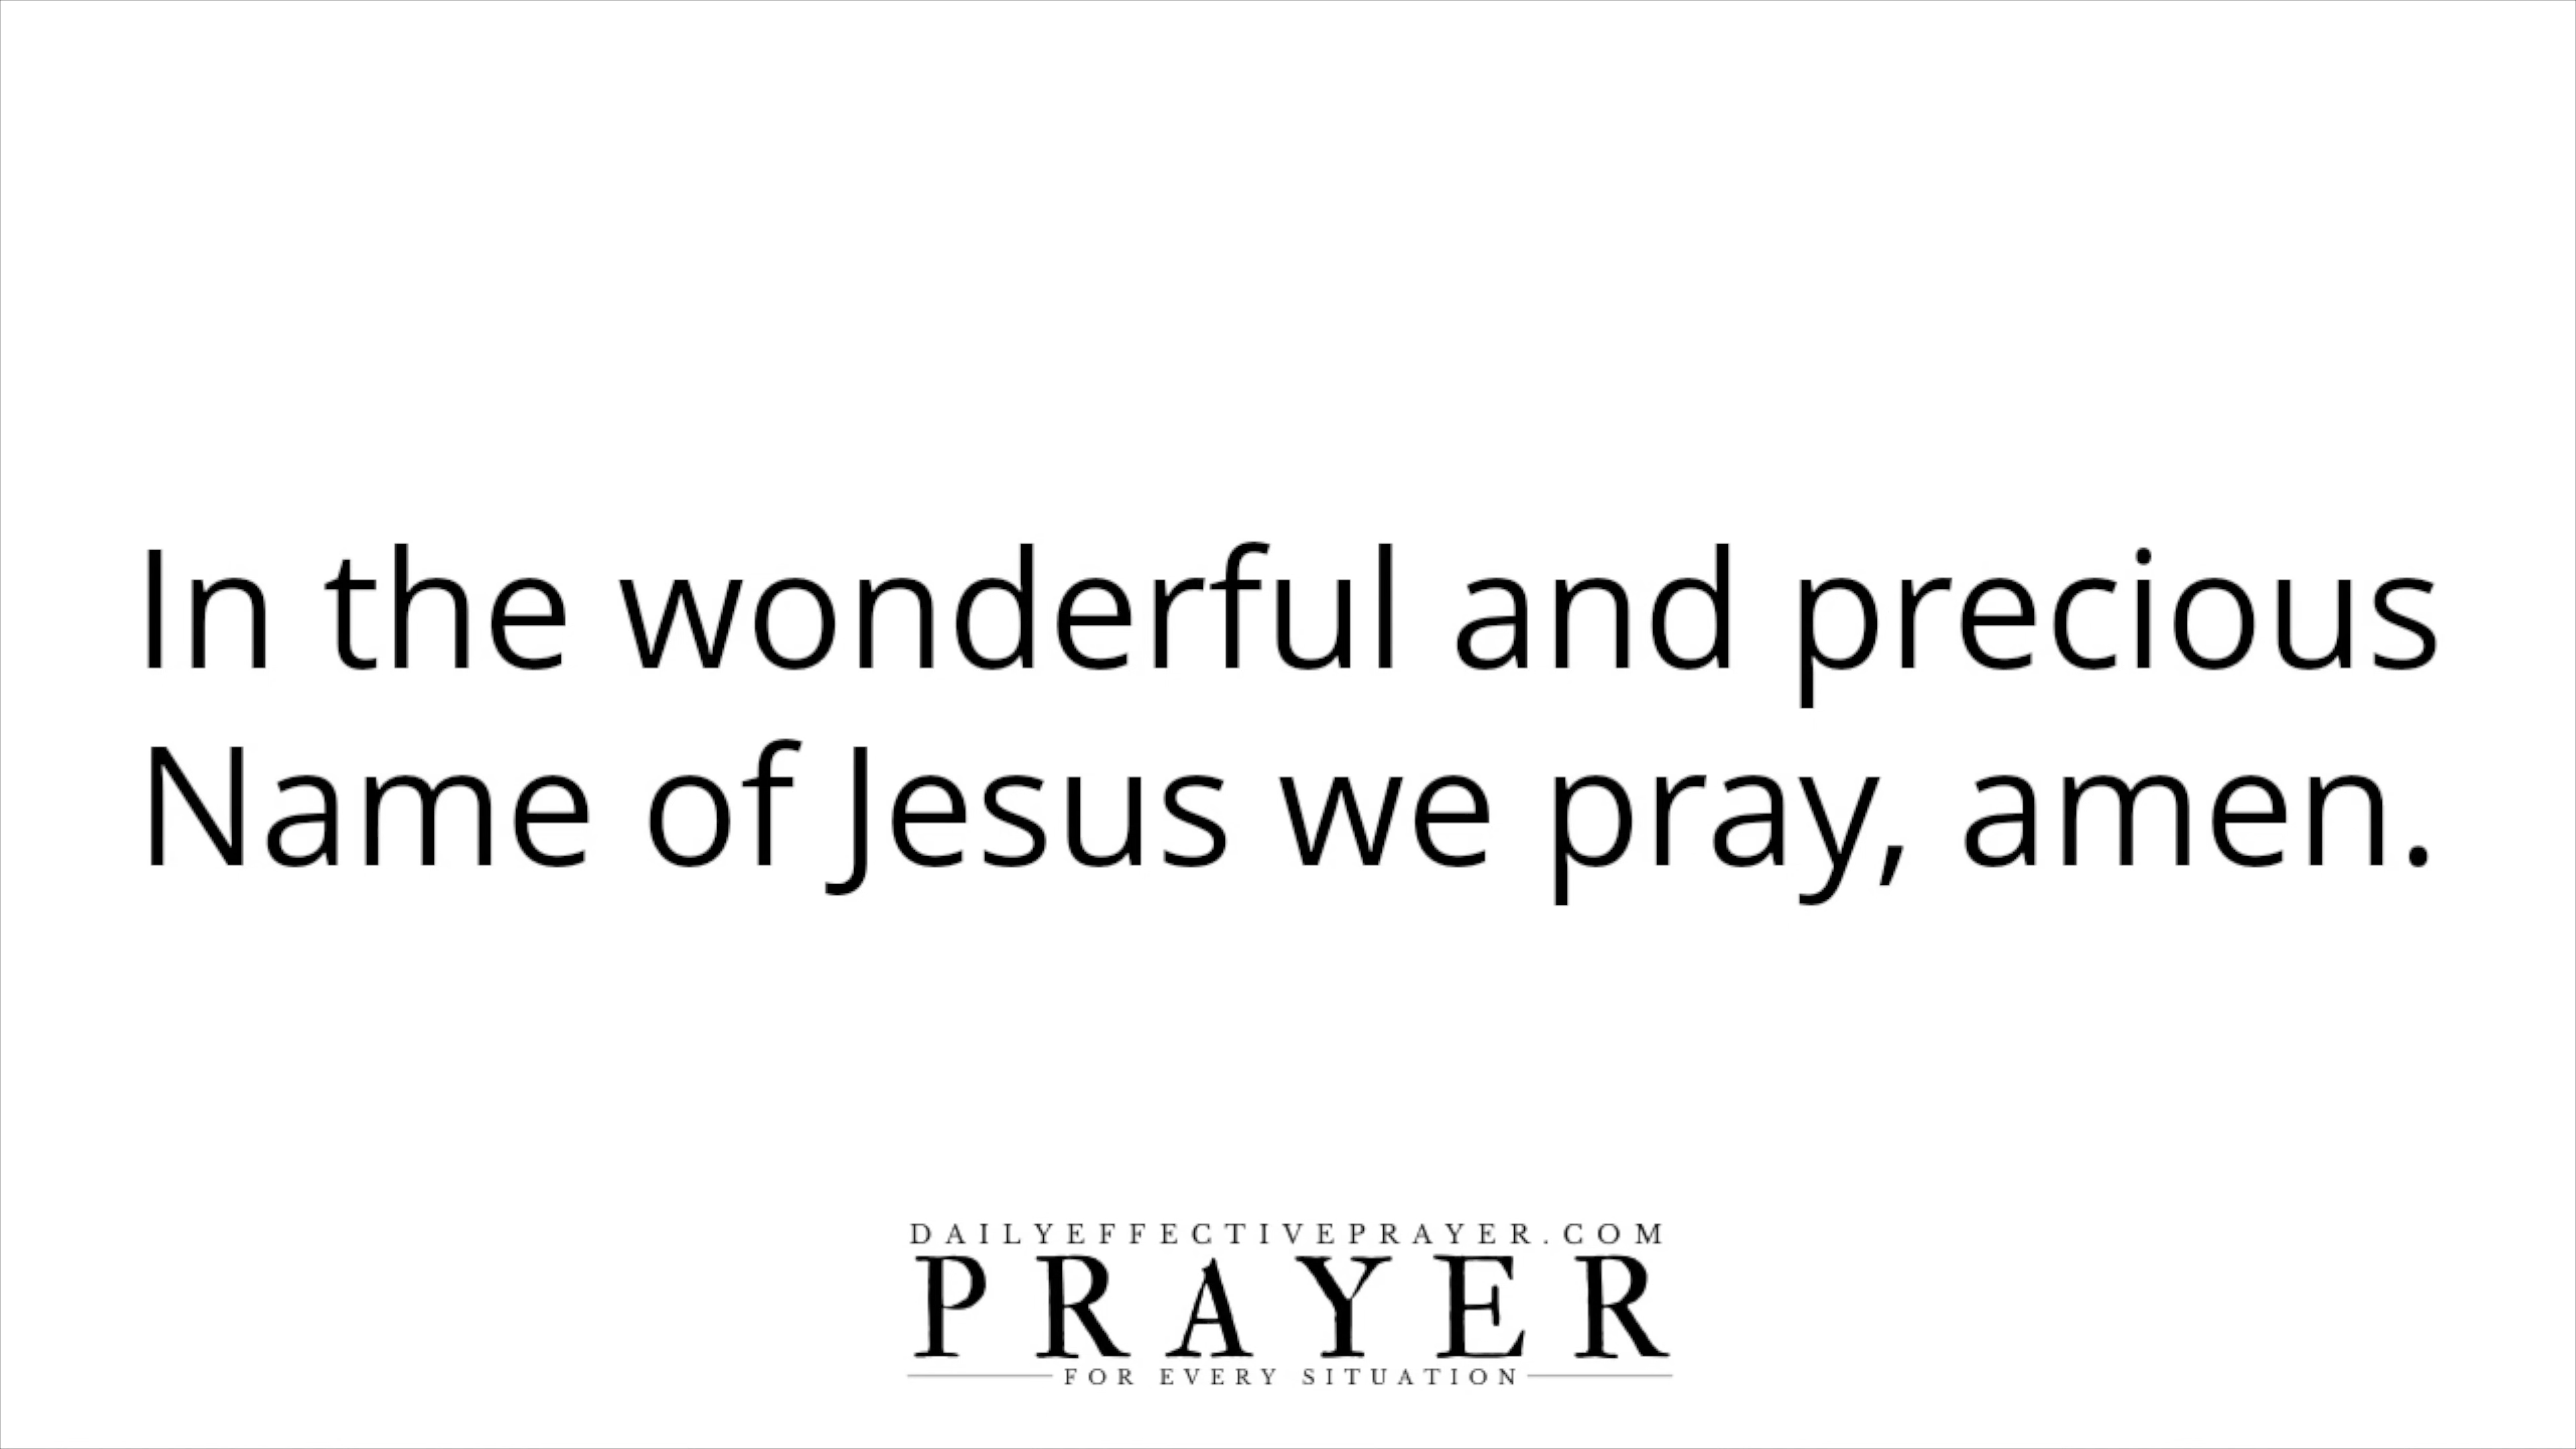 In the wonderful and precious
Name of Jesus we pray, amen.
DAILYEFFECTIVEPRAYER.COM
PRAYER
FOR EVERY SITUATION